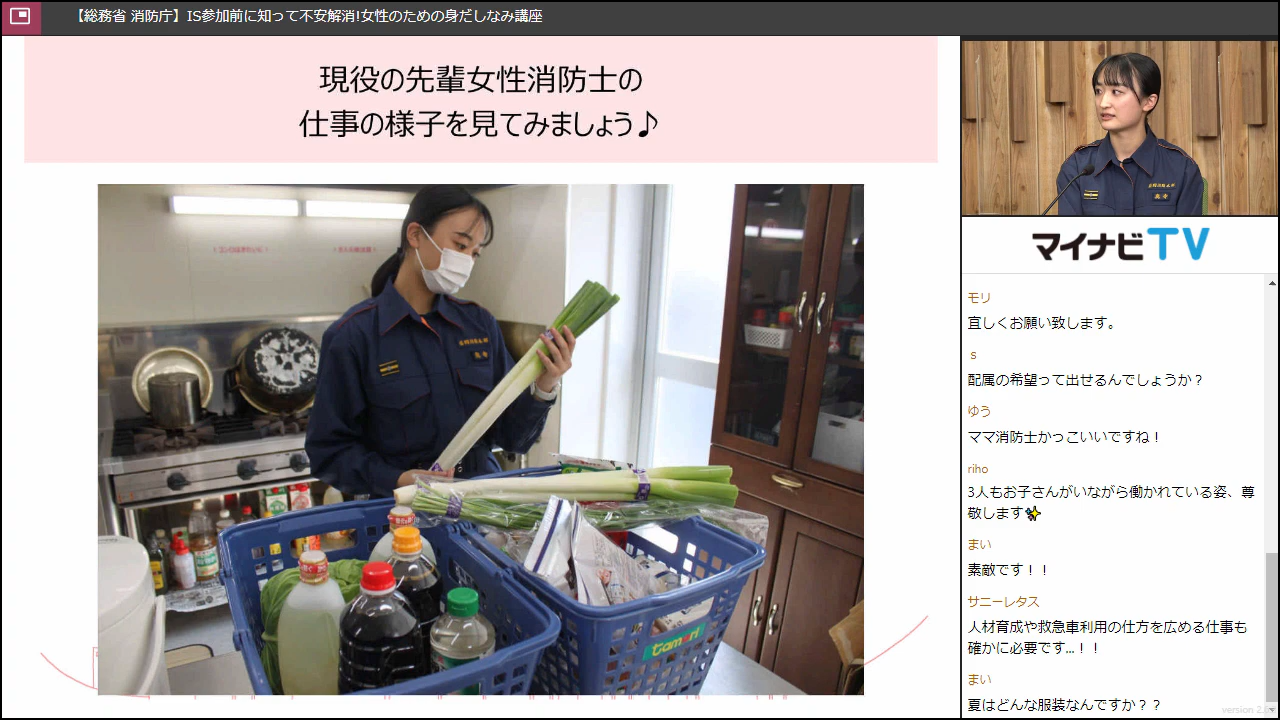 【総務省 消防庁】IS参加前に知って不安解消!女性のための身だしなみ講座
現役の先輩女性消防士の
仕事の様子を見てみましょう♪
tamari
マイナビTV
モリ
宜しくお願い致します。
s
配属の希望って出せるんでしょうか？
ゆう
ママ消防士かっこいいですね！
riho
3人もお子さんがいながら働かれている姿、尊
敬します✨
まい
素敵です！！
サニーレタス
人材育成や救急車利用の仕方を広める仕事も
確かに必要です...！！
まい
夏はどんな服装なんですか？？